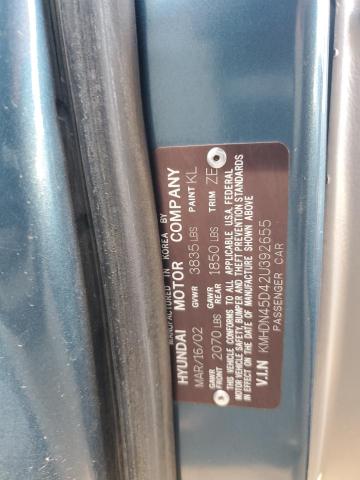 MANUFACTURED IN KOREA BY
HYUNDAI MOTOR COMPANY
MAR/16/02 GVWR 3835 LBS PAINT KL
GAWR FRONT 2070 LBS GAWR REAR 1850 LBS TRIM ZE
THIS VEHICLE CONFORMS TO ALL APPLICABLE U.S.A. FEDERAL
MOTOR VEHICLE SAFETY, BUMPER AND THEFT PREVENTION STANDARDS
IN EFFECT ON THE DATE OF MANUFACTURE SHOWN ABOVE
V.I.N KMHDN45D42U392655
PASSENGER CAR